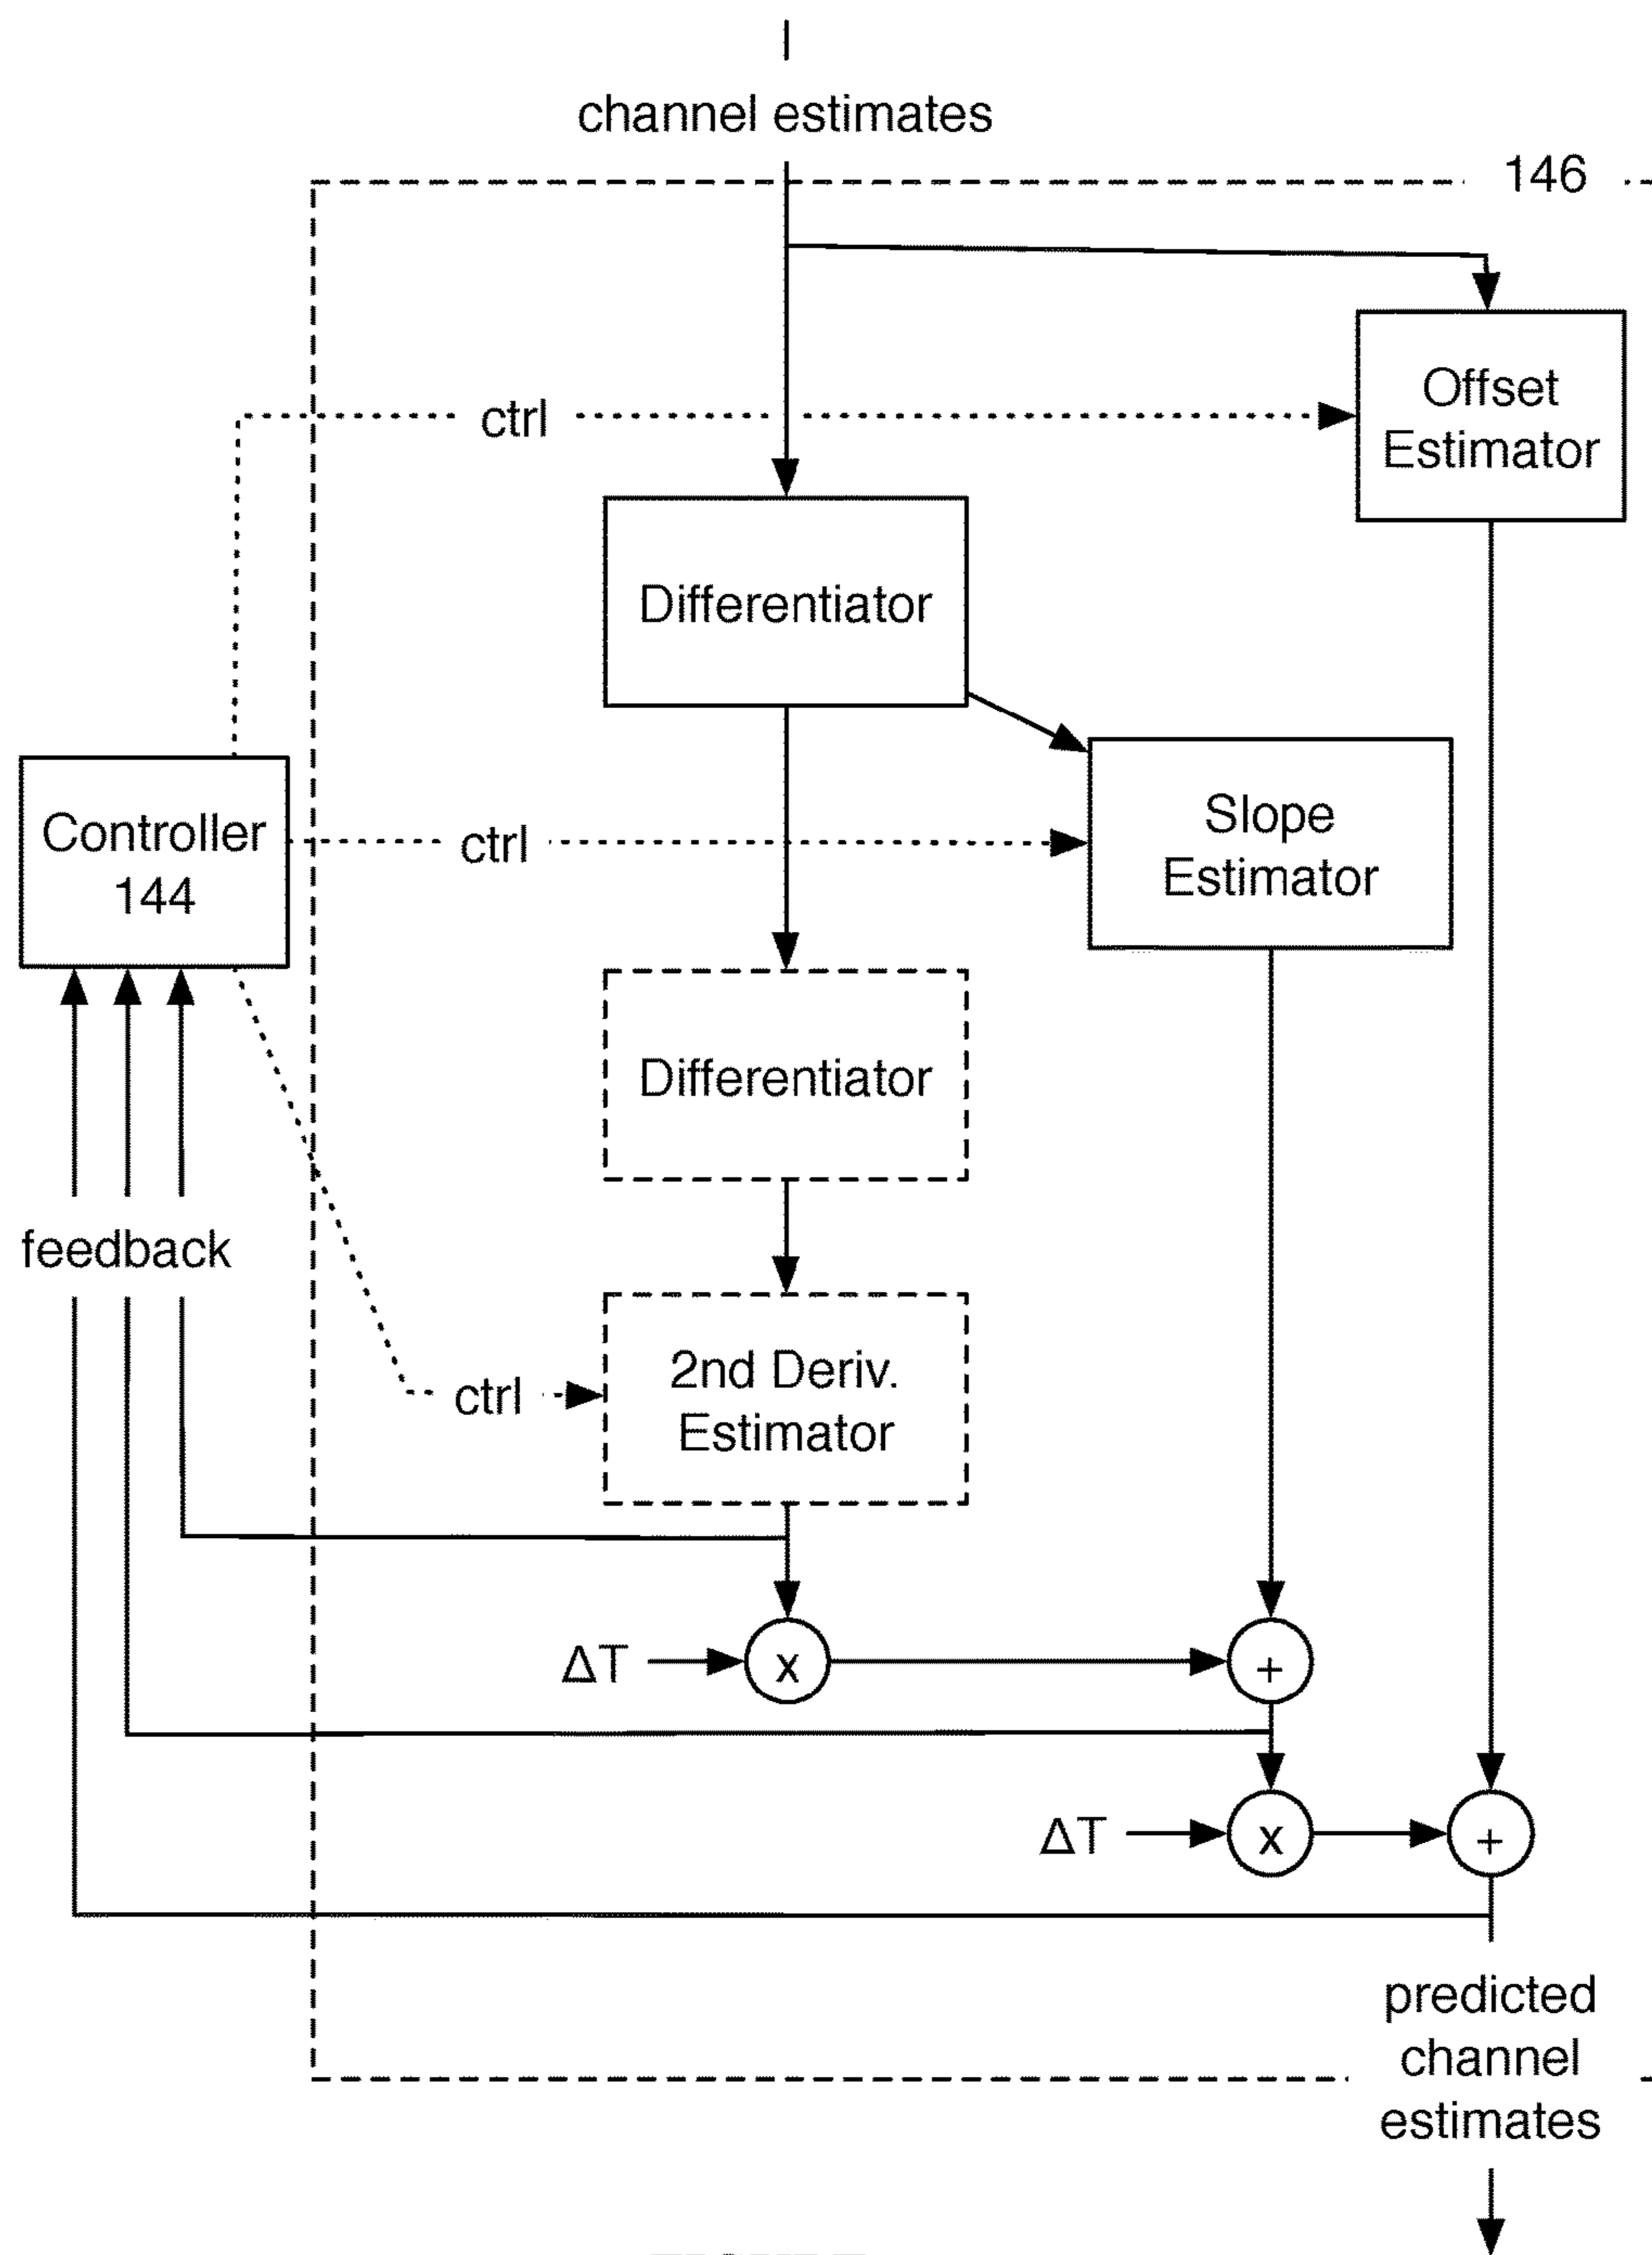 channel estimates
146
Offset
Estimator
ctrl
Differentiator
Slope
Estimator
Controller
144
ctrl
Differentiator
feedback
2nd Deriv.
Estimator
ctrl
ΔT
x
+
ΔT
x
+
predicted
channel
estimates